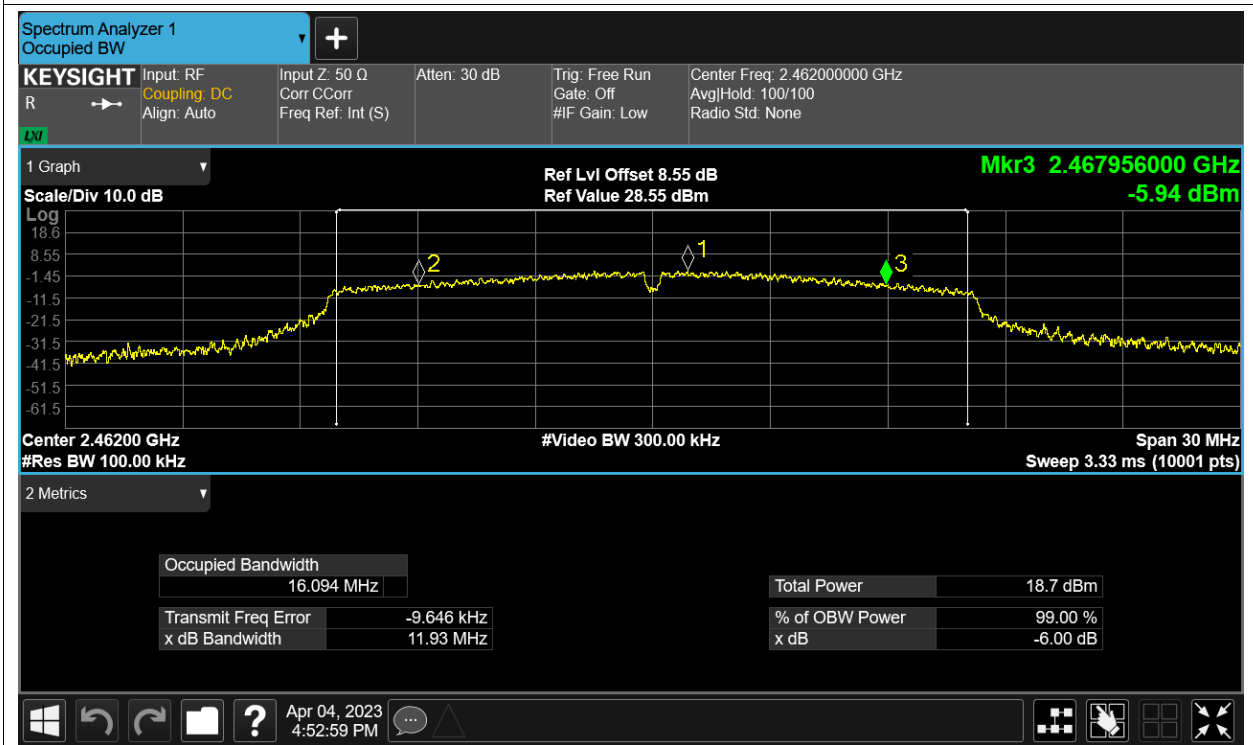 Spectrum Analyzer 1
Occupied BW
KEYSIGHT
R
LXI
Input: RF
Coupling: DC
Align: Auto
Input Z: 50 Ω
Corr CCorr
Freq Ref: Int (S)
Atten: 30 dB
Trig: Free Run
Gate: Off
#IF Gain: Low
Center Freq: 2.462000000 GHz
Avg|Hold: 100/100
Radio Std: None
1 Graph
Scale/Div 10.0 dB
Log
Ref Lvl Offset 8.55 dB
Ref Value 28.55 dBm
Mkr3 2.467956000 GHz
-5.94 dBm
18.6
8.55
-1.45
-11.5
-21.5
-31.5
-41.5
-51.5
-61.5
2
1
3
Center 2.46200 GHz
#Video BW 300.00 kHz
Span 30 MHz
#Res BW 100.00 kHz
Sweep 3.33 ms (10001 pts)
2 Metrics
Occupied Bandwidth
16.094 MHz
Total Power 18.7 dBm
Transmit Freq Error -9.646 kHz
% of OBW Power 99.00 %
x dB Bandwidth 11.93 MHz
x dB -6.00 dB
?
Apr 04, 2023
4:52:59 PM